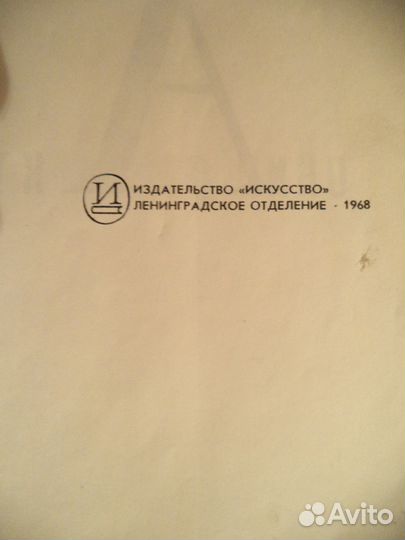 И ИЗДАТЕЛЬСТВО «ИСКУССТВО»
ЛЕНИНГРАДСКОЕ ОТДЕЛЕНИЕ · 1968
Avito